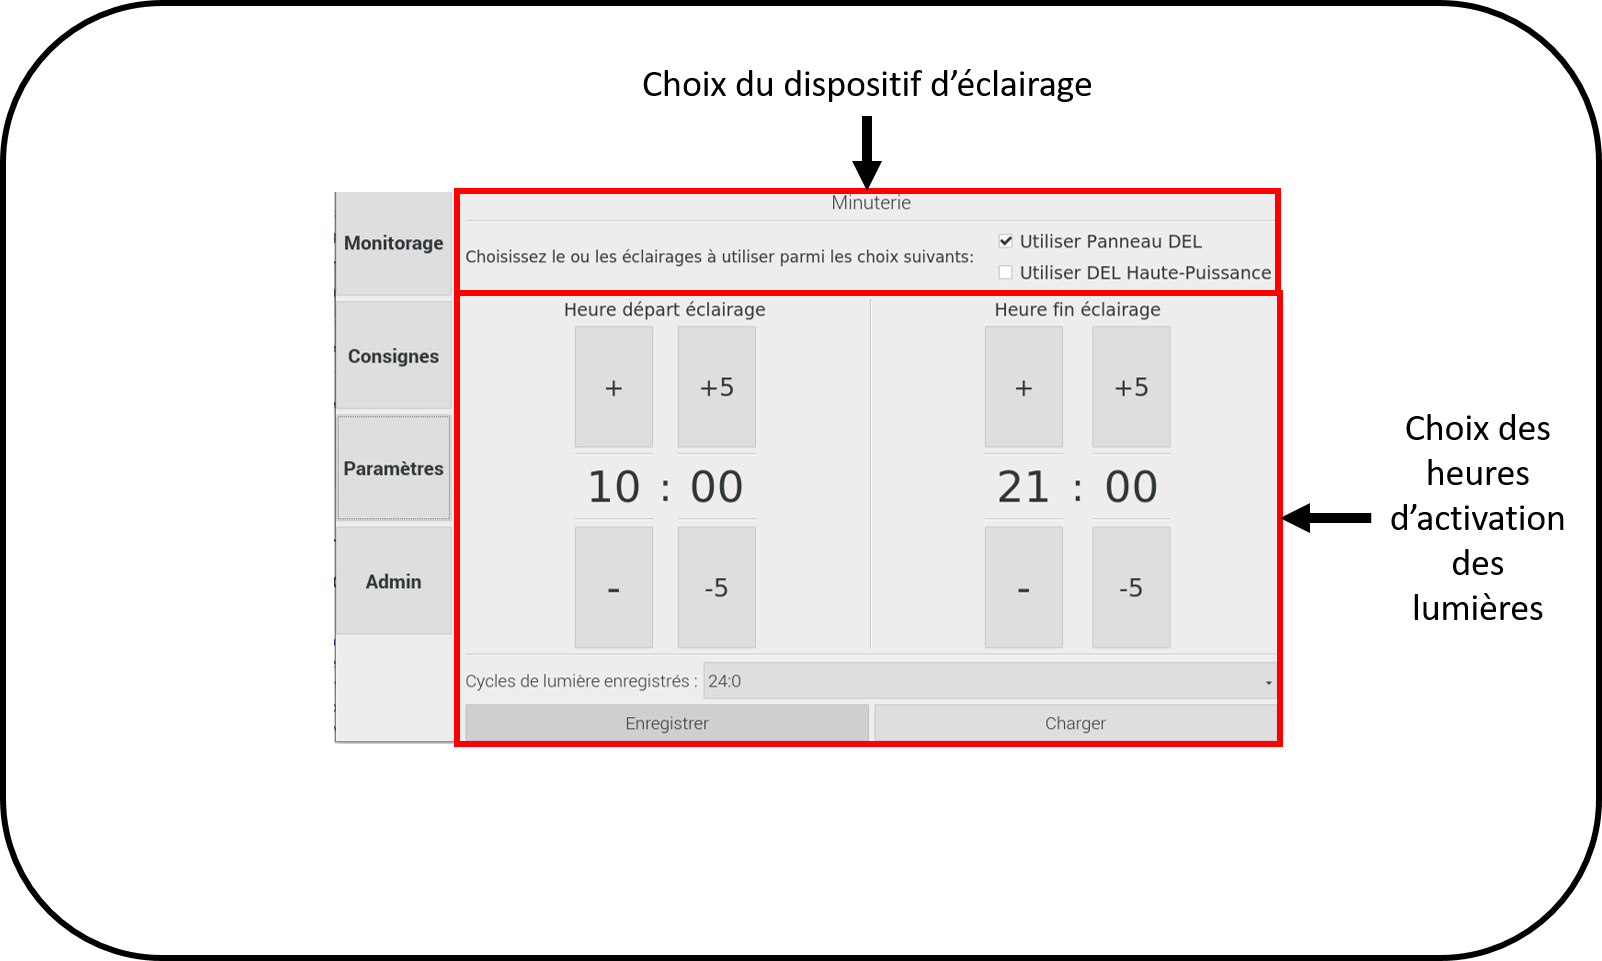 Choix du dispositif d’éclairage
Minuterie
Choisissez le ou les éclairages à utiliser parmi les choix suivants:
Utiliser Panneau DEL
Utiliser DEL Haute-Puissance
Monitorage
Consignes
Paramètres
Admin
Heure départ éclairage
+ +5
10 : 00
- -5
Heure fin éclairage
+ +5
21 : 00
- -5
Cycles de lumière enregistrés : 24:0
Enregistrer
Charger
Choix des
heures
d’activation
des
lumières